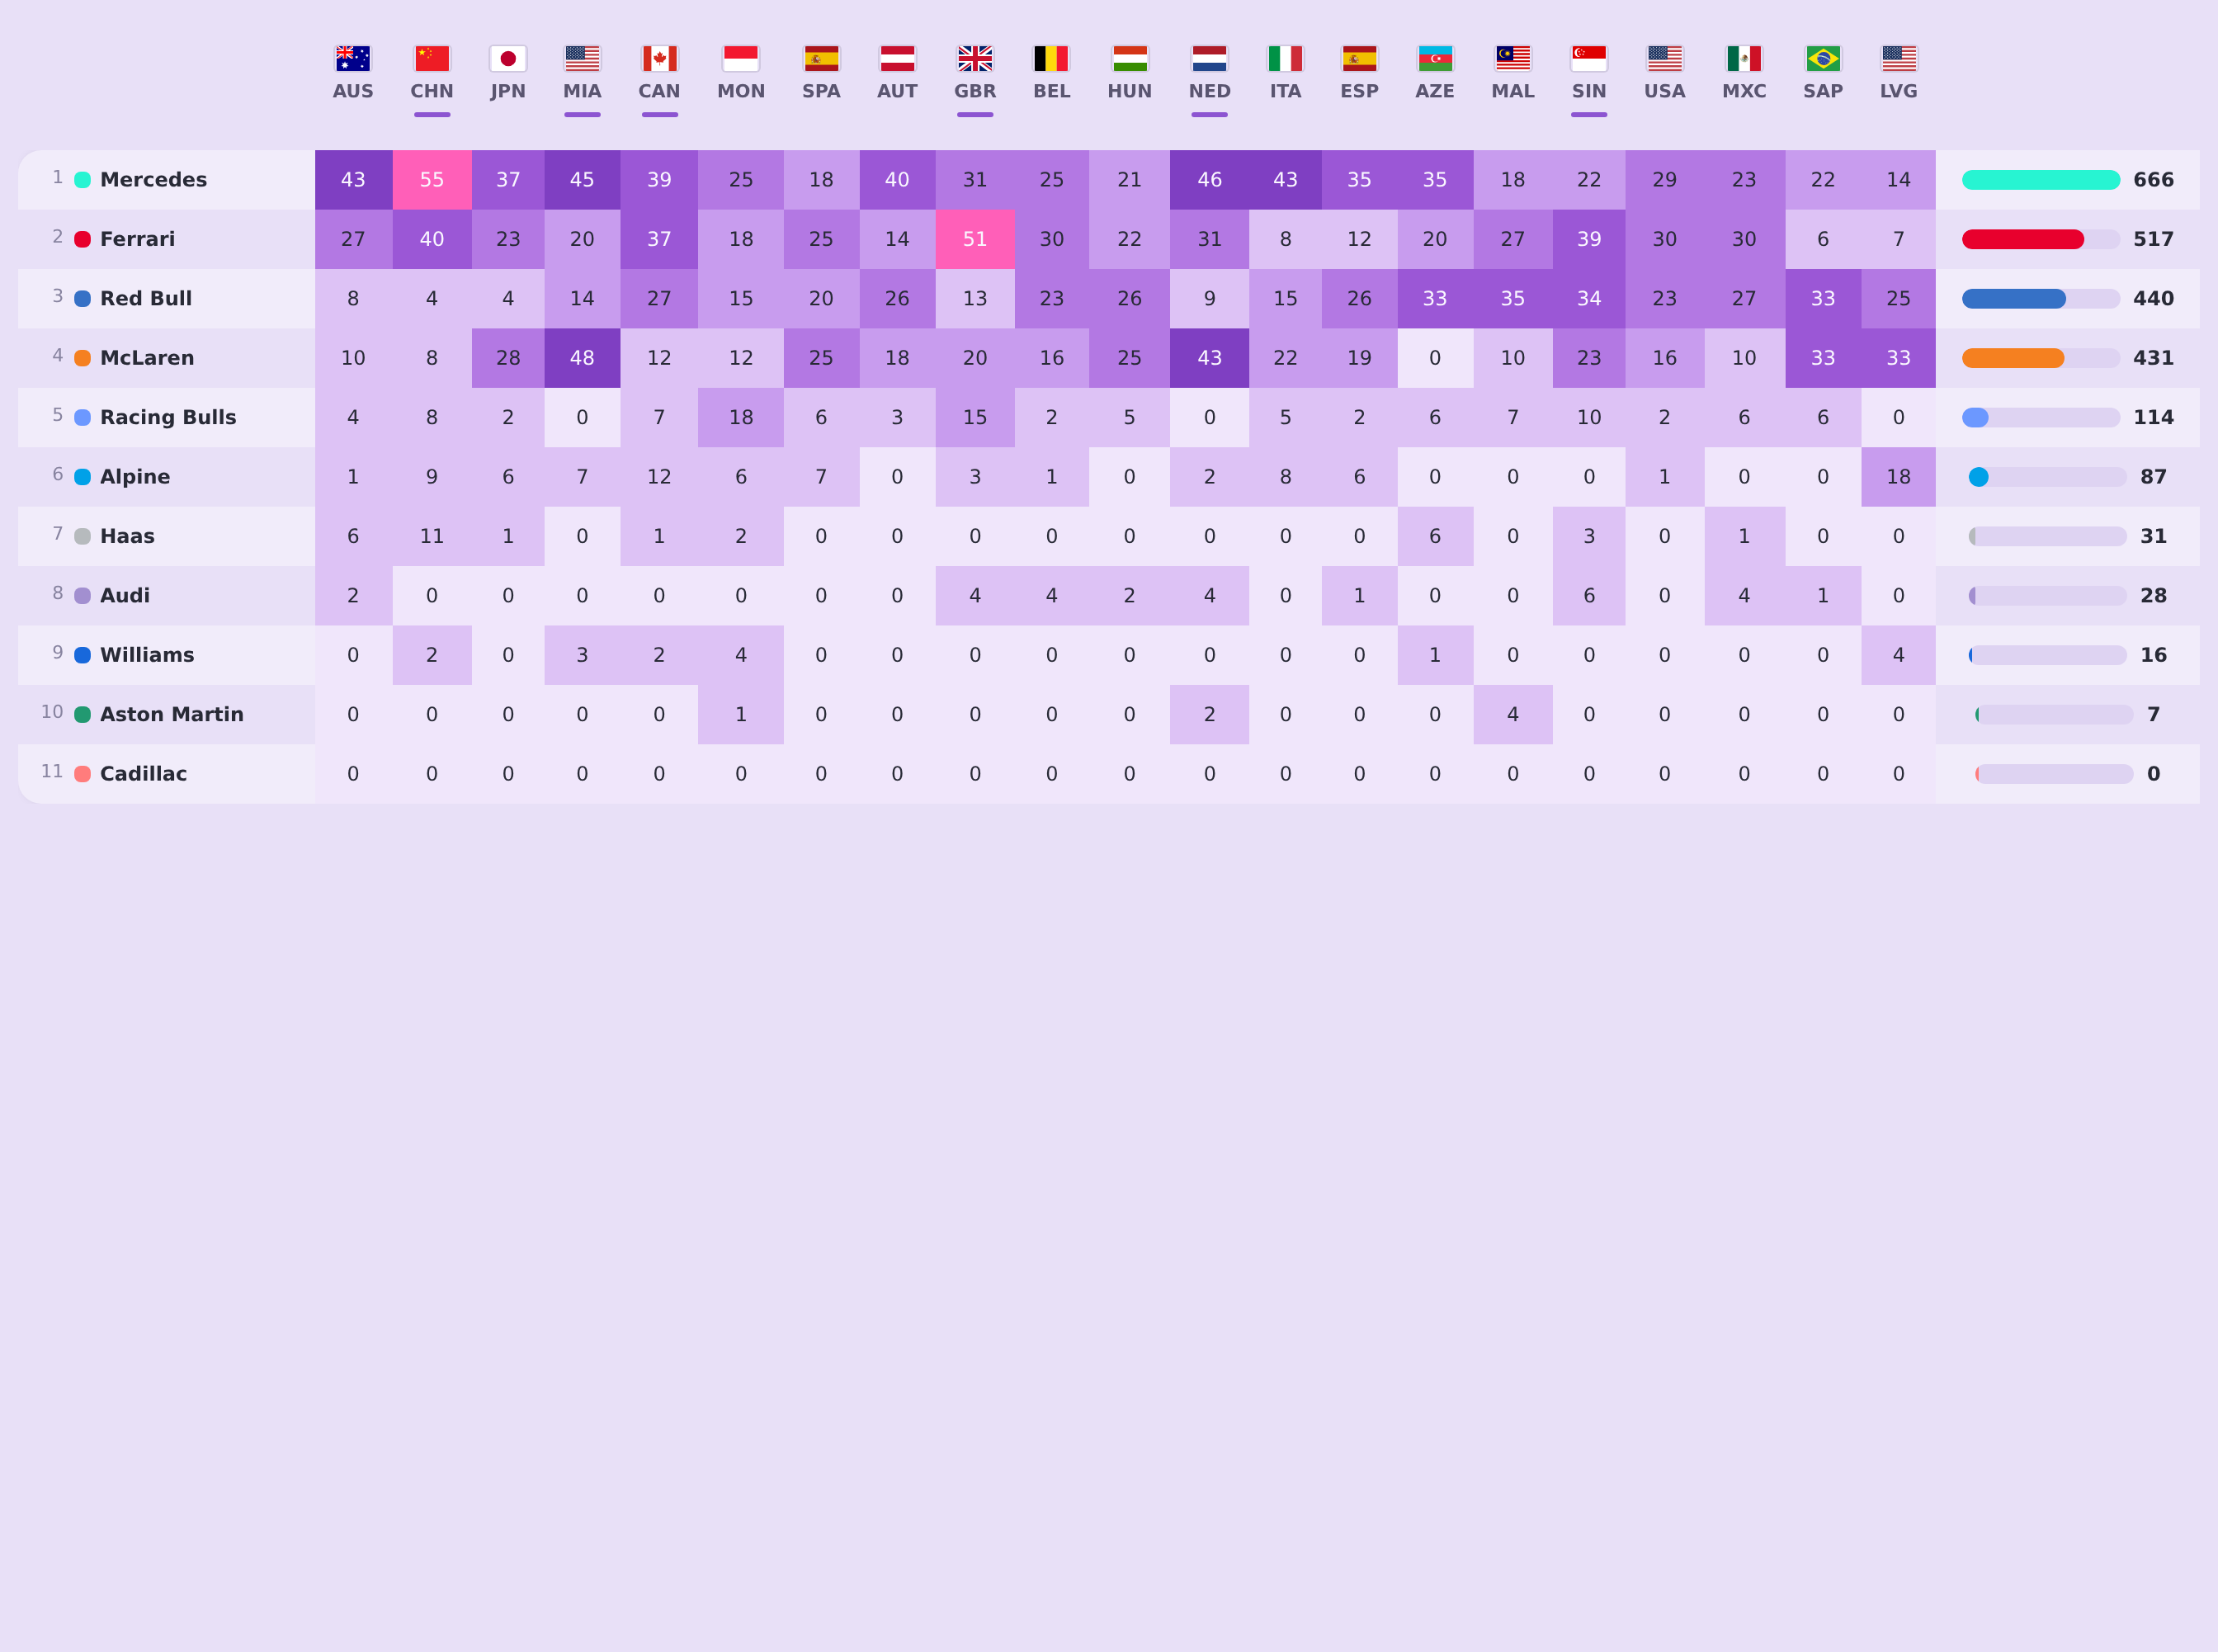 AUS CHN JPN MIA CAN MON SPA AUT GBR BEL HUN NED ITA ESP AZE MAL SIN USA MXC SAP LVG
1 Mercedes 43 55 37 45 39 25 18 40 31 25 21 46 43 35 35 18 22 29 23 22 14 666
2 Ferrari 27 40 23 20 37 18 25 14 51 30 22 31 8 12 20 27 39 30 30 6 7 517
3 Red Bull 8 4 4 14 27 15 20 26 13 23 26 9 15 26 33 35 34 23 27 33 25 440
4 McLaren 10 8 28 48 12 12 25 18 20 16 25 43 22 19 0 10 23 16 10 33 33 431
5 Racing Bulls 4 8 2 0 7 18 6 3 15 2 5 0 5 2 6 7 10 2 6 6 0 114
6 Alpine 1 9 6 7 12 6 7 0 3 1 0 2 8 6 0 0 0 1 0 0 18 87
7 Haas 6 11 1 0 1 2 0 0 0 0 0 0 0 0 6 0 3 0 1 0 0 31
8 Audi 2 0 0 0 0 0 0 0 4 4 2 4 0 1 0 0 6 0 4 1 0 28
9 Williams 0 2 0 3 2 4 0 0 0 0 0 0 0 0 1 0 0 0 0 0 4 16
10 Aston Martin 0 0 0 0 0 1 0 0 0 0 0 2 0 0 0 4 0 0 0 0 0 7
11 Cadillac 0 0 0 0 0 0 0 0 0 0 0 0 0 0 0 0 0 0 0 0 0 0